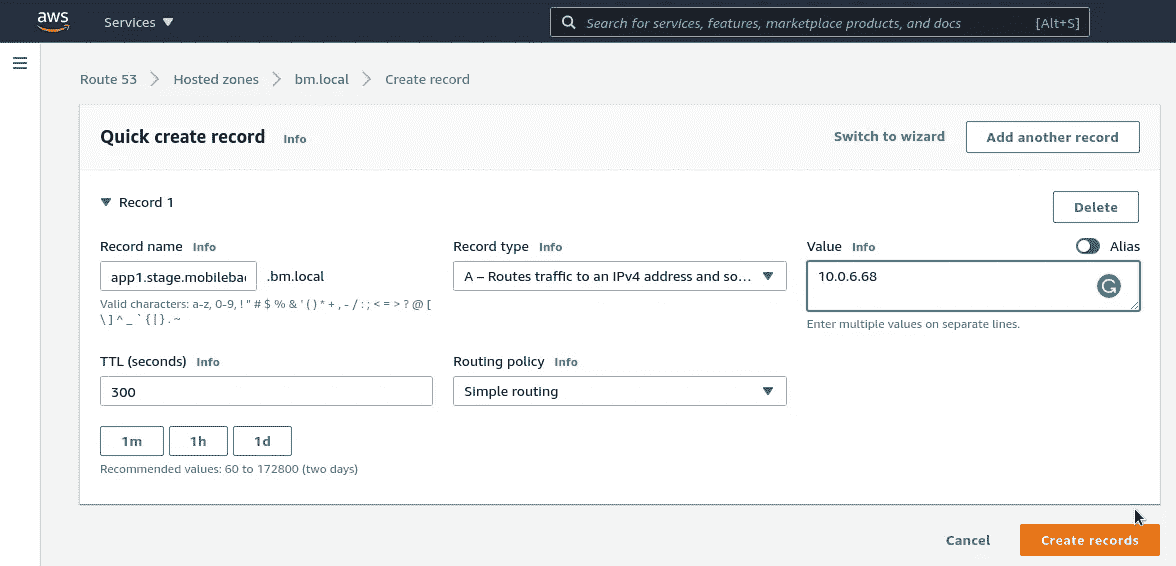 aws Services Search for services, features, marketplace products, and docs [Alt+S]
Route 53 Hosted zones bm.local Create record
Quick create record Info Switch to wizard Add another record
Record 1 Delete
Record name Info Record type Info Value Info Alias
app1.stage.mobileba .bm.local A – Routes traffic to an IPv4 address and so... 10.0.6.68
Valid characters: a-z, 0-9, ! " # $ % & ' ( ) * + , - / : ; < = > ? @ [
\ ] ^ _ ` { | } . ~
Enter multiple values on separate lines.
TTL (seconds) Info Routing policy Info
300 Simple routing
1m 1h 1d
Recommended values: 60 to 172800 (two days)
Cancel Create records